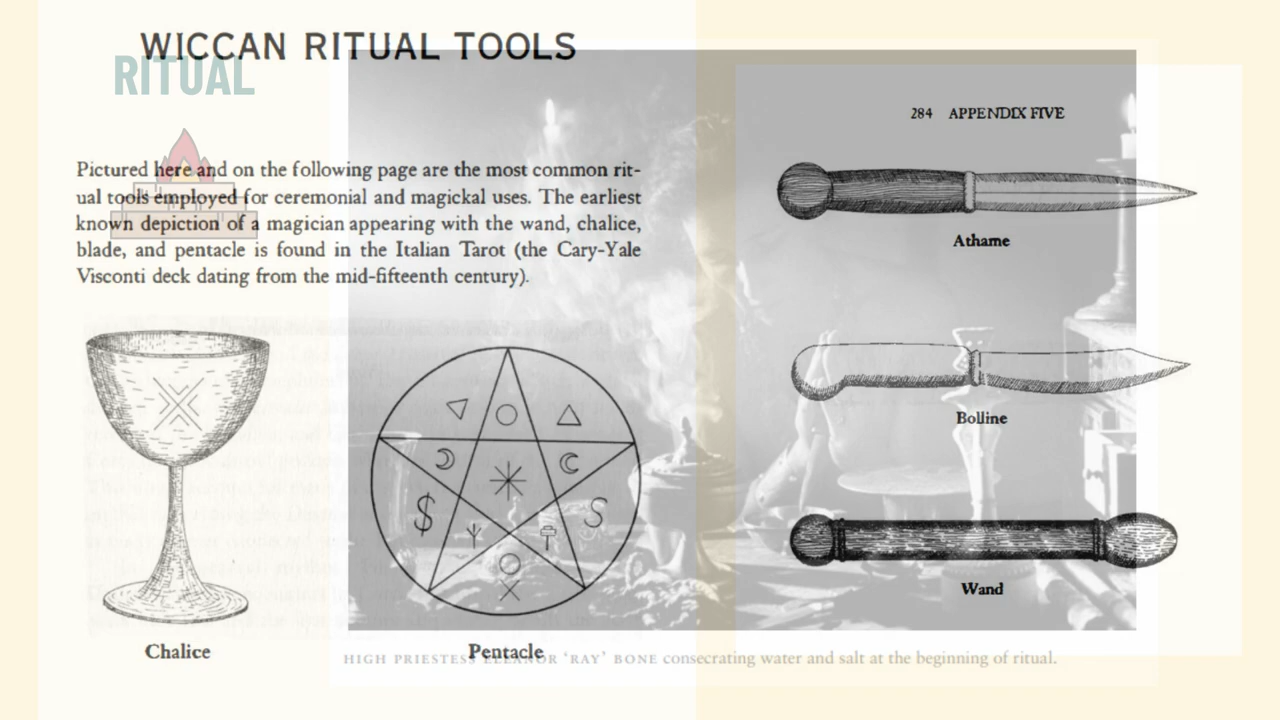 WICCAN RITUAL TOOLS
RITUAL
Pictured here and on the following page are the most common rit-
ual tools employed for ceremonial and magickal uses. The earliest
known depiction of a magician appearing with the wand, chalice,
blade, and pentacle is found in the Italian Tarot (the Cary-Yale
Visconti deck dating from the mid-fifteenth century).
Chalice
Pentacle
284 APPENDIX FIVE
Athame
Bolline
Wand
HIGH PRIESTESS ELEANOR ‘RAY’ BONE consecrating water and salt at the beginning of ritual.